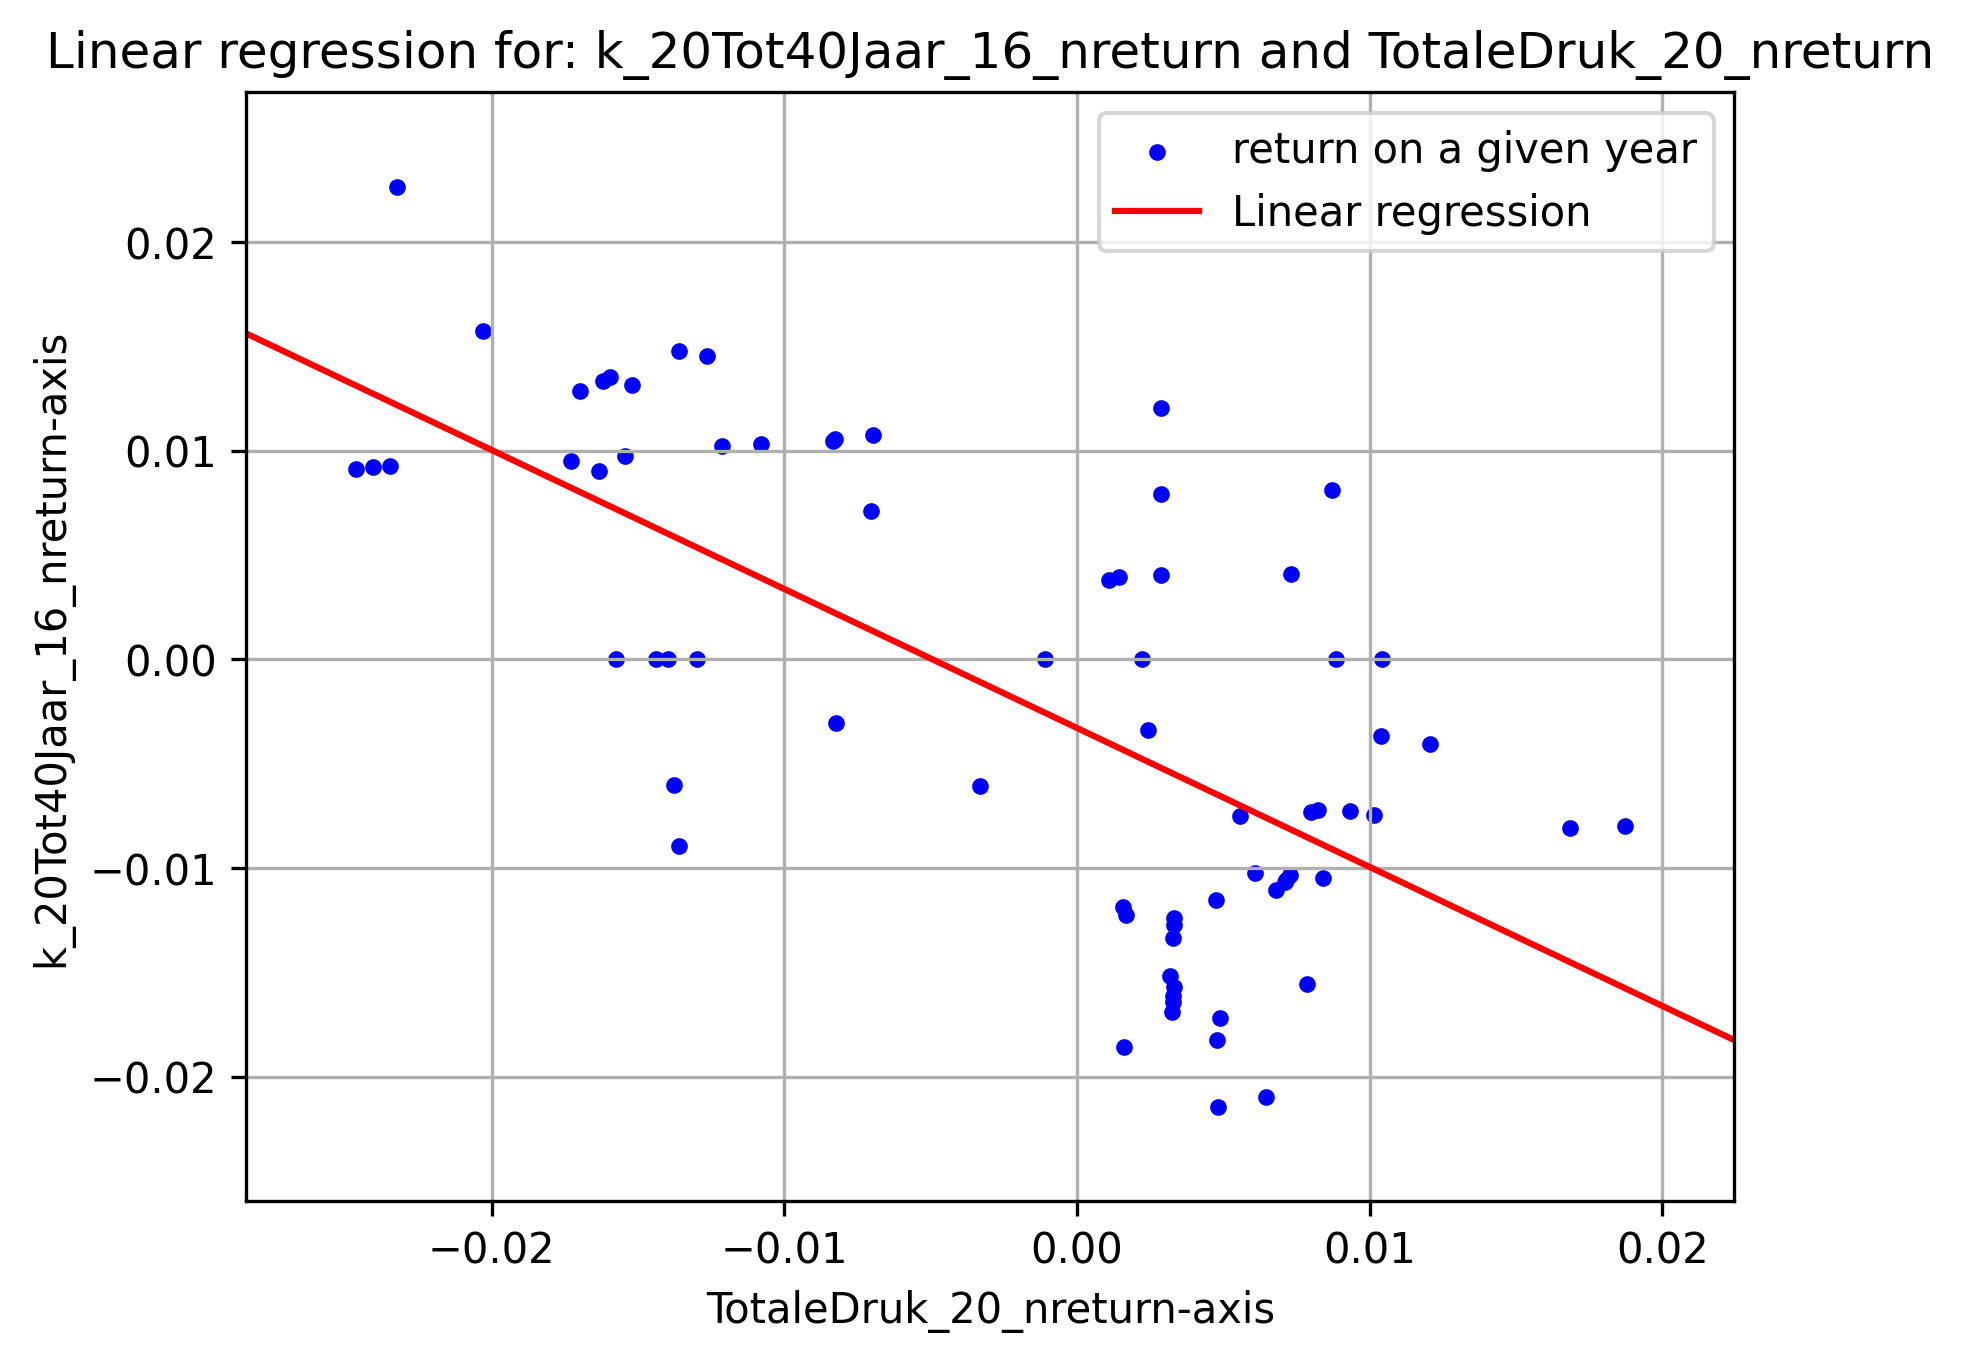 Linear regression for: k_20Tot40Jaar_16_nreturn and TotaleDruk_20_nreturn
return on a given year
Linear regression
k_20Tot40Jaar_16_nreturn-axis
0.02
0.01
0.00
−0.01
−0.02
−0.02 −0.01 0.00 0.01 0.02
TotaleDruk_20_nreturn-axis